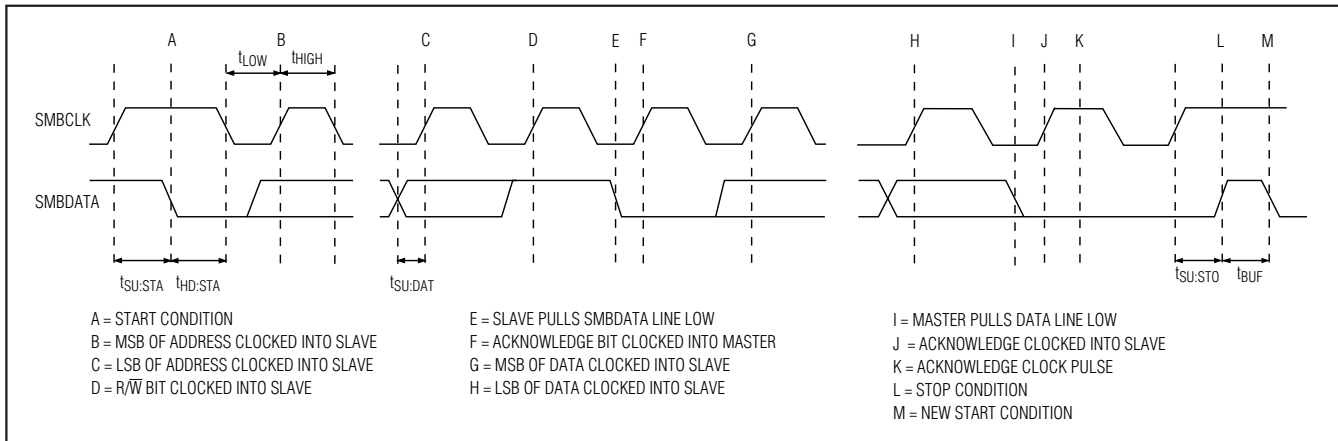 A B C D E F G H I J K L M
tLOW tHIGH
SMBCLK
SMBDATA
tSU:STA tHD:STA tSU:DAT tSU:STO tBUF
A = START CONDITION
B = MSB OF ADDRESS CLOCKED INTO SLAVE
C = LSB OF ADDRESS CLOCKED INTO SLAVE
D = R/W̅ BIT CLOCKED INTO SLAVE
E = SLAVE PULLS SMBDATA LINE LOW
F = ACKNOWLEDGE BIT CLOCKED INTO MASTER
G = MSB OF DATA CLOCKED INTO SLAVE
H = LSB OF DATA CLOCKED INTO SLAVE
I = MASTER PULLS DATA LINE LOW
J = ACKNOWLEDGE CLOCKED INTO SLAVE
K = ACKNOWLEDGE CLOCK PULSE
L = STOP CONDITION
M = NEW START CONDITION